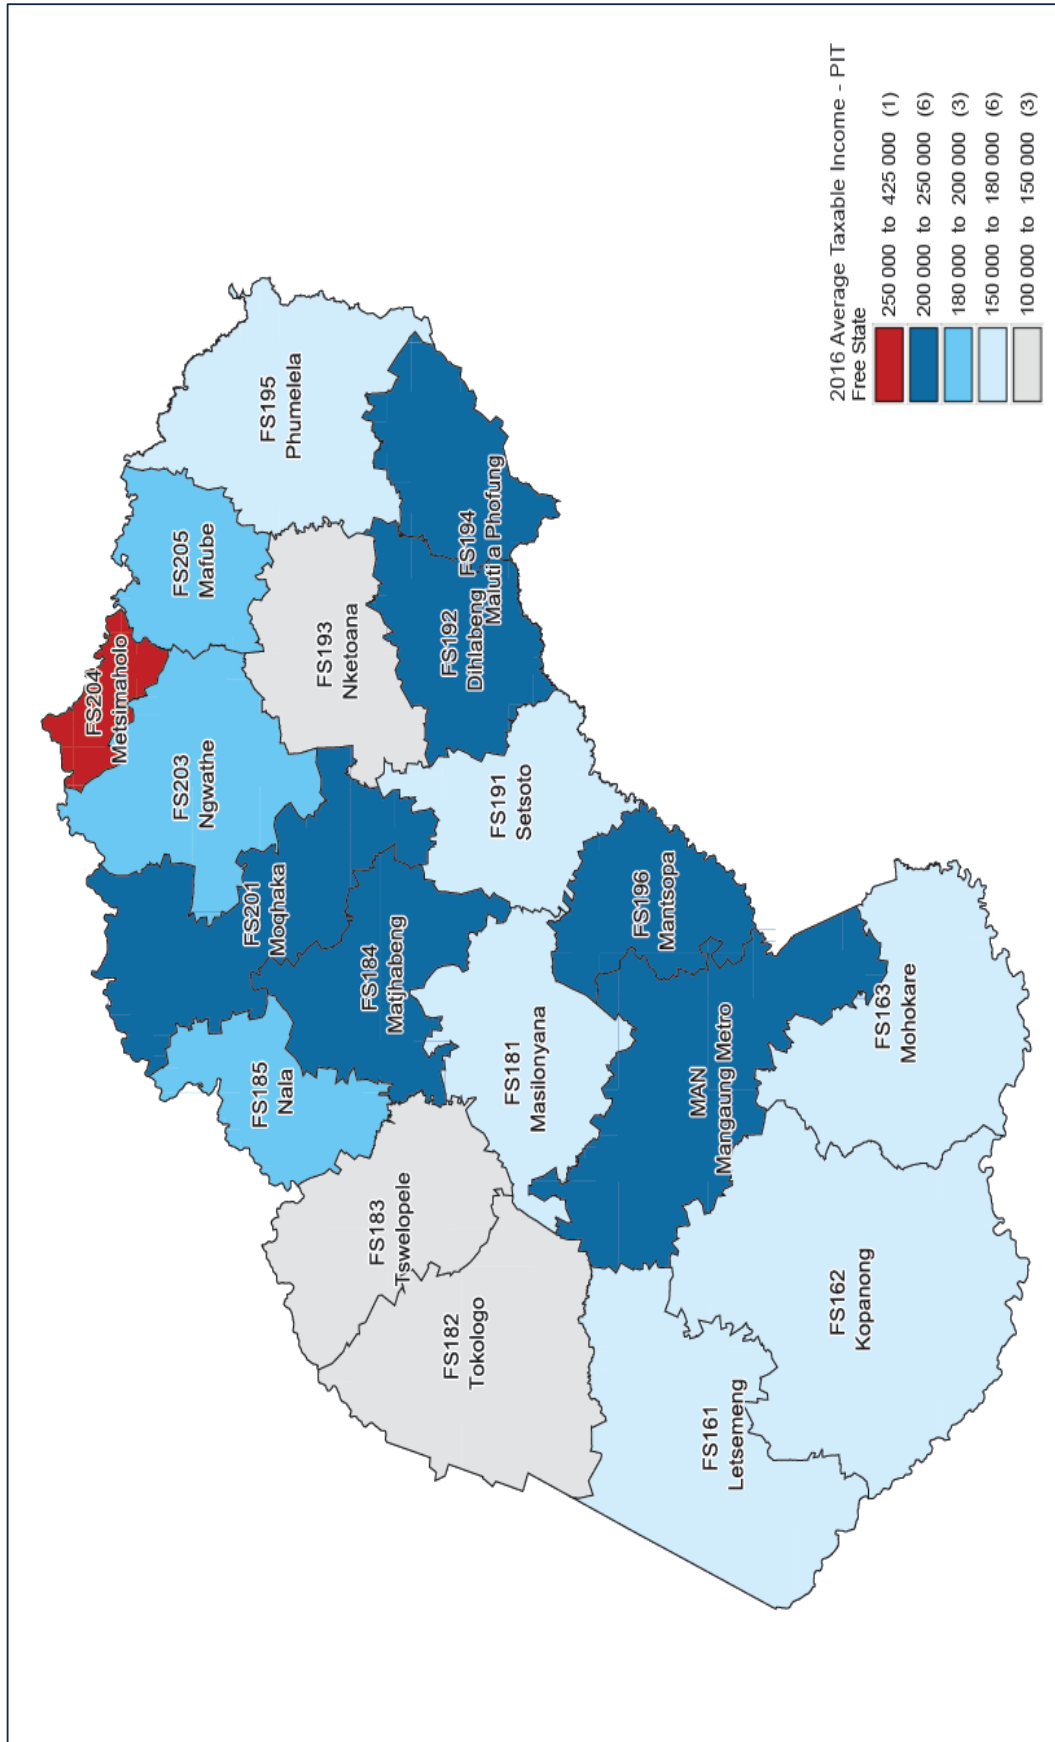 FS204
Metsimaholo
FS205
Mafube
FS195
Phumelela
FS203
Ngwathe
FS193
Nketoana
FS201
Moqhaka
FS185
Nala
FS184
Matjhabeng
FS192
Dihlabeng
FS194
Maluti a Phofung
FS183
Tswelopele
FS182
Tokologo
FS181
Masilonyana
FS191
Setsoto
FS196
Mantsopa
MAN
Mangaung Metro
FS161
Letsemeng
FS162
Kopanong
FS163
Mohokare
2016 Average Taxable Income - PIT
Free State
250 000 to 425 000 (1)
200 000 to 250 000 (6)
180 000 to 200 000 (3)
150 000 to 180 000 (6)
100 000 to 150 000 (3)